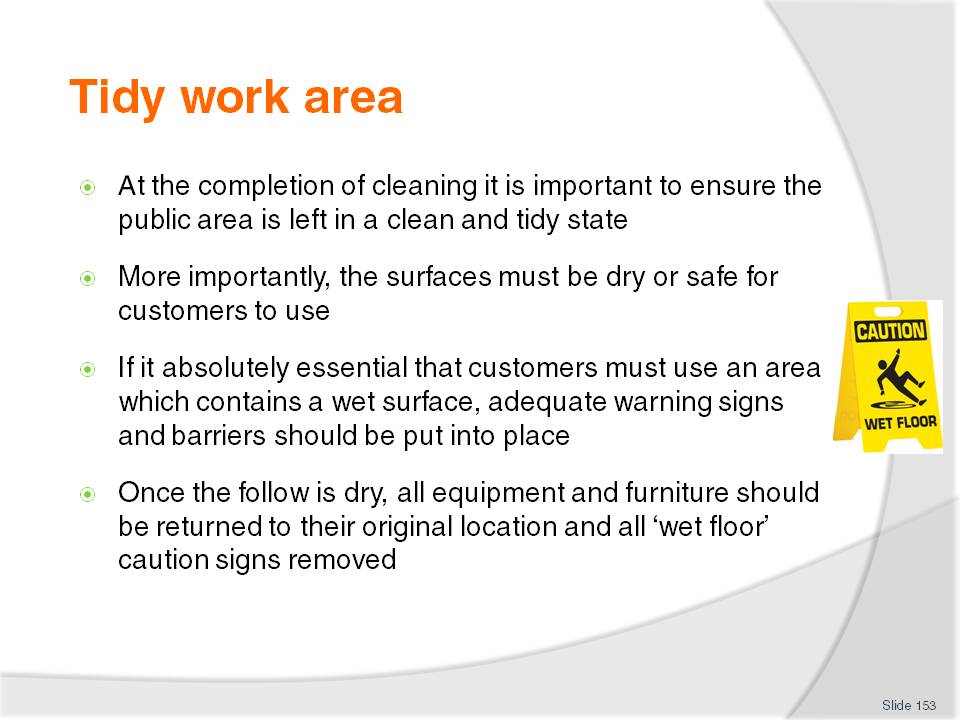 Tidy work area
At the completion of cleaning it is important to ensure the
public area is left in a clean and tidy state
More importantly, the surfaces must be dry or safe for
customers to use
If it absolutely essential that customers must use an area
which contains a wet surface, adequate warning signs
and barriers should be put into place
Once the follow is dry, all equipment and furniture should
be returned to their original location and all ‘wet floor’
caution signs removed
CAUTION
WET FLOOR
Slide 153